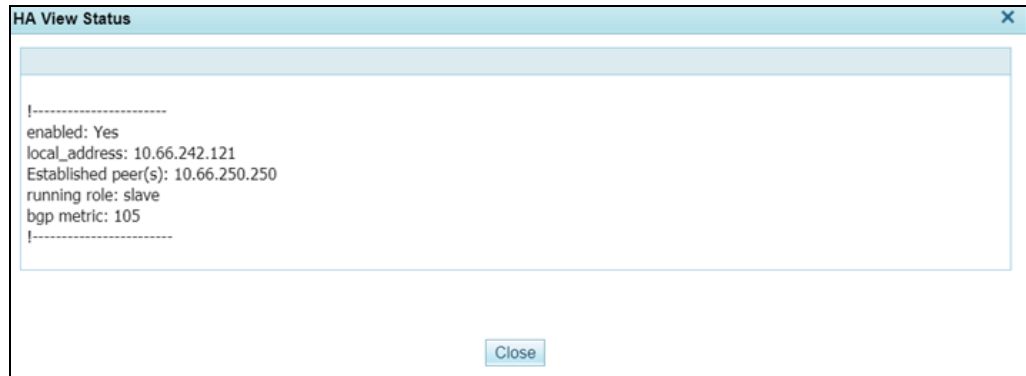 HA View Status
!-----------------------
enabled: Yes
local_address: 10.66.242.121
Established peer(s): 10.66.250.250
running role: slave
bgp metric: 105
!------------------------
Close